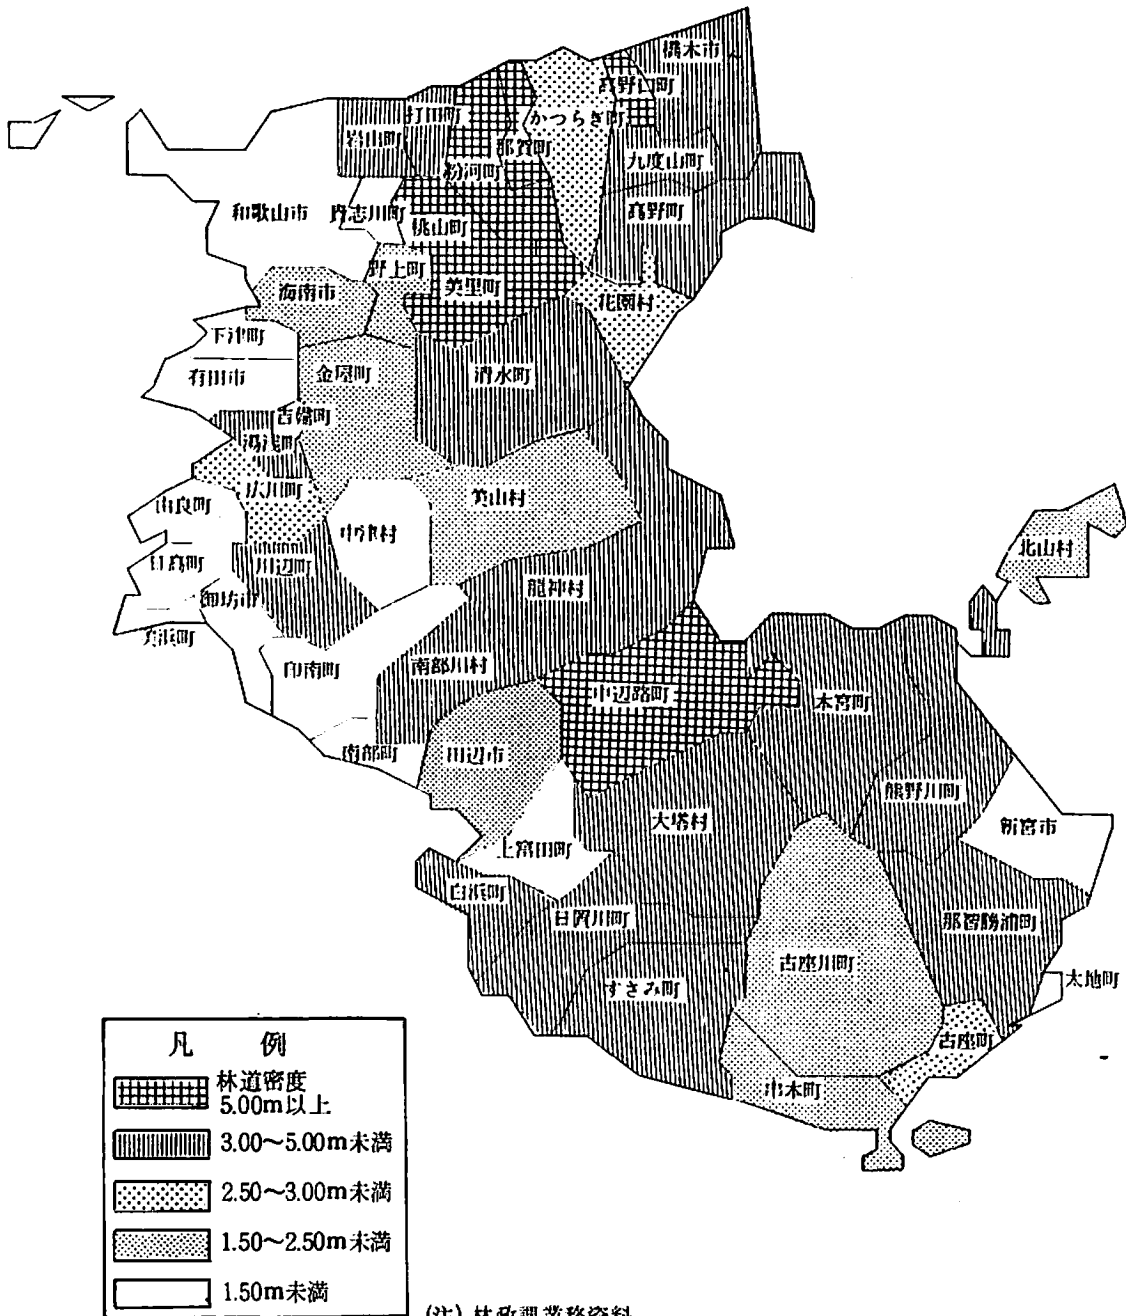 橋本市
高野口町
かつらぎ町
打田町
岩出町
那賀町
粉河町
九度山町
高野町
和歌山市
貴志川町
桃山町
野上町
美里町
海南市
花園村
下津町
有田市
金屋町
清水町
吉備町
湯浅町
広川町
由良町
美山村
中津村
北山村
日高町
川辺町
龍神村
御坊市
美浜町
印南町
南部川村
中辺路町
本宮町
南部町
田辺市
熊野川町
大塔村
新宮市
上富田町
白浜町
日置川町
那智勝浦町
古座川町
すさみ町
太地町
古座町
串本町
凡 例
林道密度
5.00m以上
3.00〜5.00m未満
2.50〜3.00m未満
1.50〜2.50m未満
1.50m未満
(注) 林政課業務資料